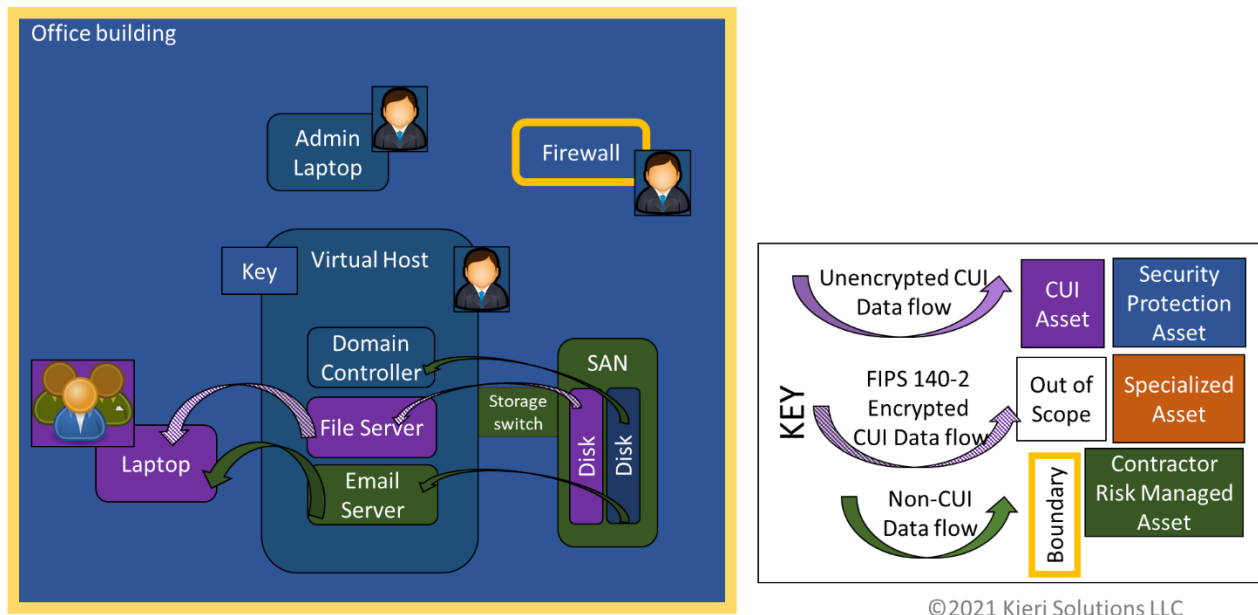 Office building
Admin
Laptop
Firewall
Key
Virtual Host
Domain
Controller
SAN
Storage
switch
File Server
Disk
Disk
Laptop
Email
Server
KEY
Unencrypted CUI
Data flow
CUI
Asset
Security
Protection
Asset
FIPS 140-2
Encrypted
CUI Data flow
Out of
Scope
Specialized
Asset
Non-CUI
Data flow
Boundary
Contractor
Risk Managed
Asset
©2021 Kieri Solutions LLC